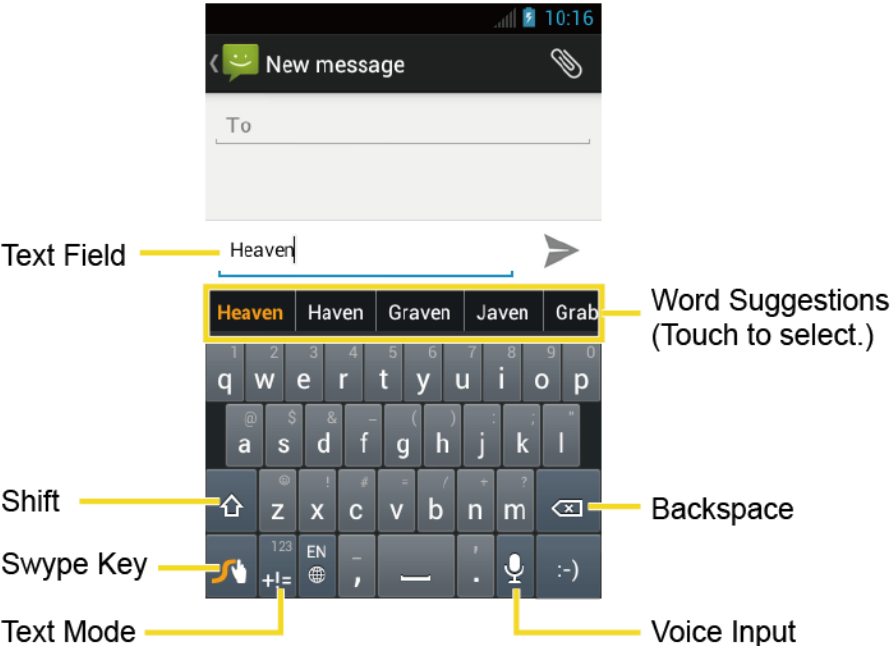 10:16
New message
To
Text Field
Heaven
Heaven Haven Graven Javen Grab
Word Suggestions
(Touch to select.)
1 2 3 4 5 6 7 8 9 0
q w e r t y u i o p
@ $ & _ ( ) : ; "
a s d f g h j k l
Shift
☺ ! # = / + ?
z x c v b n m
Backspace
Swype Key
123 EN _ '
+!= , . :-)
Text Mode
Voice Input